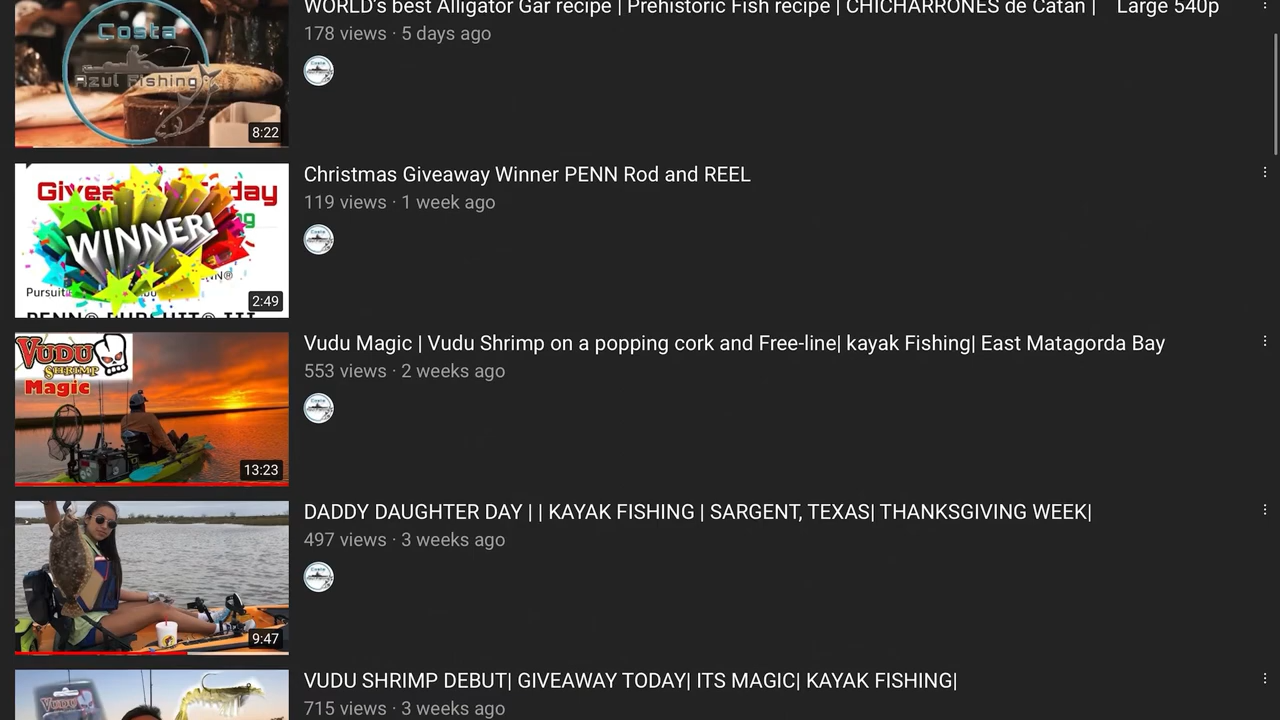 WORLD's best Alligator Gar recipe | Prehistoric Fish recipe | CHICHARRONES de Catan | Large 540p
178 views · 5 days ago
Costa
Azul Fishing
8:22
Christmas Giveaway Winner PENN Rod and REEL
119 views · 1 week ago
WINNER!
2:49
Vudu Magic | Vudu Shrimp on a popping cork and Free-line| kayak Fishing| East Matagorda Bay
553 views · 2 weeks ago
VUDU
SHRIMP
Magic
13:23
DADDY DAUGHTER DAY | | KAYAK FISHING | SARGENT, TEXAS| THANKSGIVING WEEK|
497 views · 3 weeks ago
9:47
VUDU SHRIMP DEBUT| GIVEAWAY TODAY| ITS MAGIC| KAYAK FISHING|
715 views · 3 weeks ago
VUDU